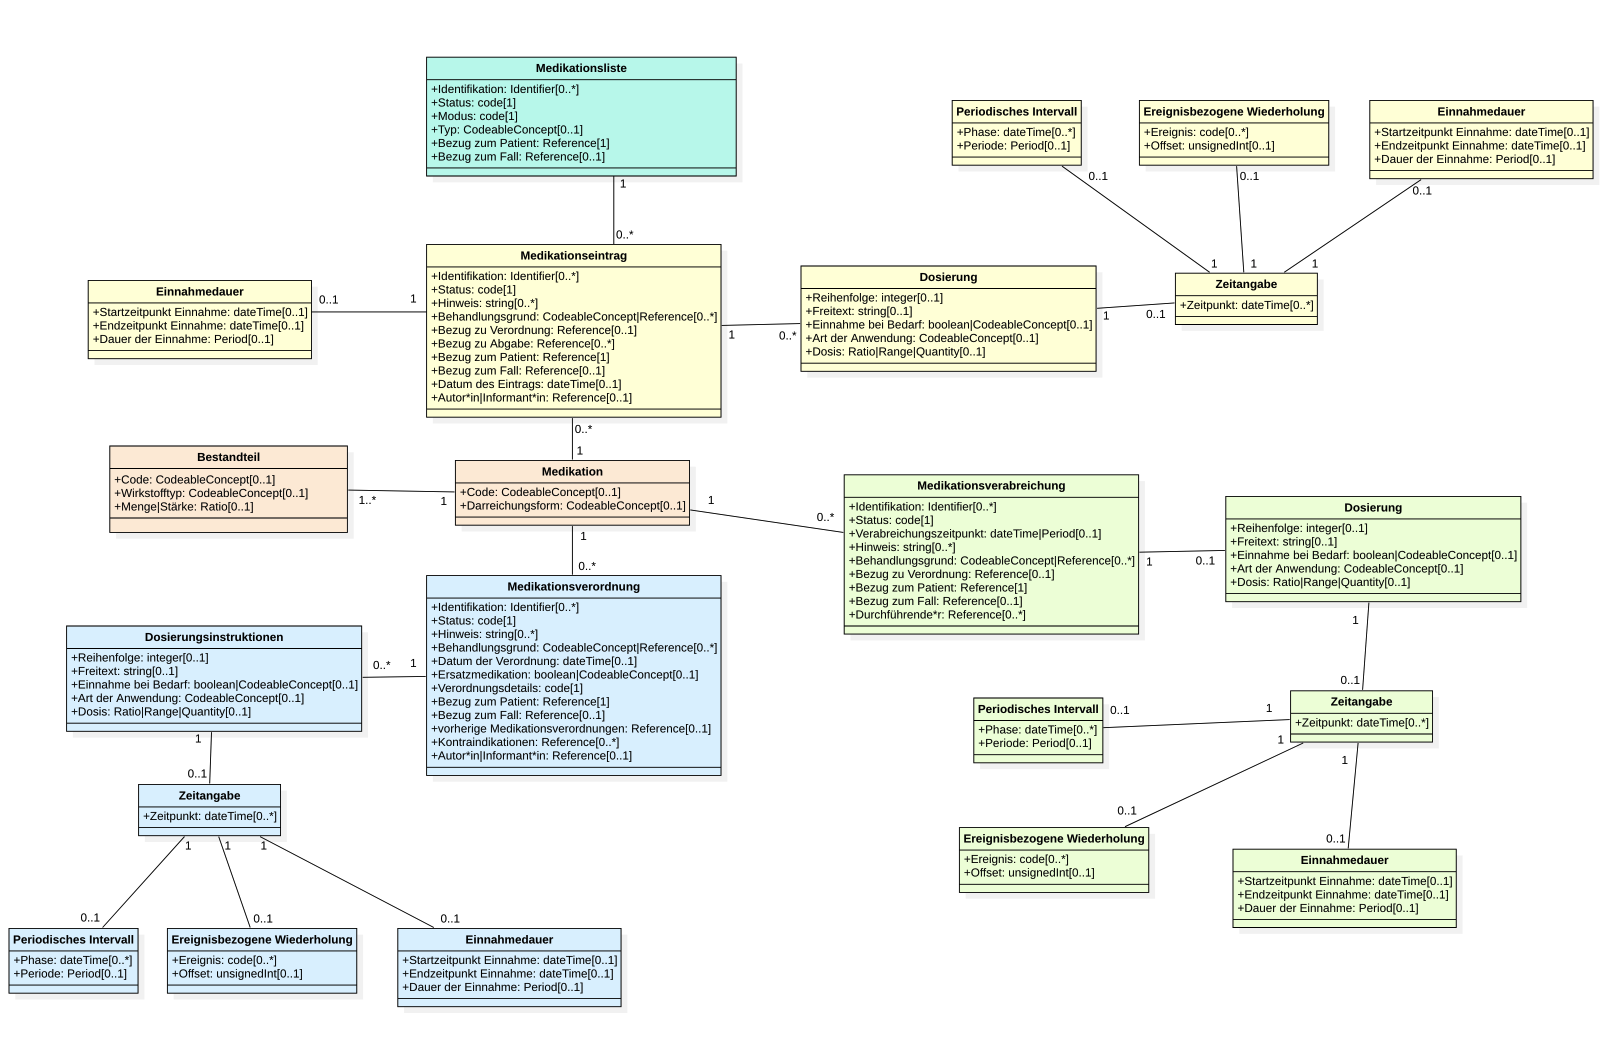 Medikationsliste
+Identifikation: Identifier[0..*]
+Status: code[1]
+Modus: code[1]
+Typ: CodeableConcept[0..1]
+Bezug zum Patient: Reference[1]
+Bezug zum Fall: Reference[0..1]
1
0..*
Periodisches Intervall
+Phase: dateTime[0..*]
+Periode: Period[0..1]
0..1
1
Ereignisbezogene Wiederholung
+Ereignis: code[0..*]
+Offset: unsignedInt[0..1]
0..1
1
Einnahmedauer
+Startzeitpunkt Einnahme: dateTime[0..1]
+Endzeitpunkt Einnahme: dateTime[0..1]
+Dauer der Einnahme: Period[0..1]
0..1
1
Einnahmedauer
+Startzeitpunkt Einnahme: dateTime[0..1]
+Endzeitpunkt Einnahme: dateTime[0..1]
+Dauer der Einnahme: Period[0..1]
0..1
1
Medikationseintrag
+Identifikation: Identifier[0..*]
+Status: code[1]
+Hinweis: string[0..*]
+Behandlungsgrund: CodeableConcept|Reference[0..*]
+Bezug zu Verordnung: Reference[0..1]
+Bezug zu Abgabe: Reference[0..*]
+Bezug zum Patient: Reference[1]
+Bezug zum Fall: Reference[0..1]
+Datum des Eintrags: dateTime[0..1]
+Autor*in|Informant*in: Reference[0..1]
1
0..*
Dosierung
+Reihenfolge: integer[0..1]
+Freitext: string[0..1]
+Einnahme bei Bedarf: boolean|CodeableConcept[0..1]
+Art der Anwendung: CodeableConcept[0..1]
+Dosis: Ratio|Range|Quantity[0..1]
1
0..1
Zeitangabe
+Zeitpunkt: dateTime[0..*]
0..*
1
Bestandteil
+Code: CodeableConcept[0..1]
+Wirkstofftyp: CodeableConcept[0..1]
+Menge|Stärke: Ratio[0..1]
1..*
1
Medikation
+Code: CodeableConcept[0..1]
+Darreichungsform: CodeableConcept[0..1]
1
0..*
1
0..*
Medikationsverabreichung
+Identifikation: Identifier[0..*]
+Status: code[1]
+Verabreichungszeitpunkt: dateTime|Period[0..1]
+Hinweis: string[0..*]
+Behandlungsgrund: CodeableConcept|Reference[0..*]
+Bezug zu Verordnung: Reference[0..1]
+Bezug zum Patient: Reference[1]
+Bezug zum Fall: Reference[0..1]
+Durchführende*r: Reference[0..*]
1
0..1
Dosierung
+Reihenfolge: integer[0..1]
+Freitext: string[0..1]
+Einnahme bei Bedarf: boolean|CodeableConcept[0..1]
+Art der Anwendung: CodeableConcept[0..1]
+Dosis: Ratio|Range|Quantity[0..1]
1
0..1
Medikationsverordnung
+Identifikation: Identifier[0..*]
+Status: code[1]
+Hinweis: string[0..*]
+Behandlungsgrund: CodeableConcept|Reference[0..*]
+Datum der Verordnung: dateTime[0..1]
+Ersatzmedikation: boolean|CodeableConcept[0..1]
+Verordnungsdetails: code[1]
+Bezug zum Patient: Reference[1]
+Bezug zum Fall: Reference[0..1]
+vorherige Medikationsverordnungen: Reference[0..1]
+Kontraindikationen: Reference[0..*]
+Autor*in|Informant*in: Reference[0..1]
Dosierungsinstruktionen
+Reihenfolge: integer[0..1]
+Freitext: string[0..1]
+Einnahme bei Bedarf: boolean|CodeableConcept[0..1]
+Art der Anwendung: CodeableConcept[0..1]
+Dosis: Ratio|Range|Quantity[0..1]
0..*
1
1
0..1
Zeitangabe
+Zeitpunkt: dateTime[0..*]
1
1
1
0..1
0..1
0..1
Periodisches Intervall
+Phase: dateTime[0..*]
+Periode: Period[0..1]
Ereignisbezogene Wiederholung
+Ereignis: code[0..*]
+Offset: unsignedInt[0..1]
Einnahmedauer
+Startzeitpunkt Einnahme: dateTime[0..1]
+Endzeitpunkt Einnahme: dateTime[0..1]
+Dauer der Einnahme: Period[0..1]
Zeitangabe
+Zeitpunkt: dateTime[0..*]
Periodisches Intervall
+Phase: dateTime[0..*]
+Periode: Period[0..1]
0..1
1
1
0..1
1
0..1
Ereignisbezogene Wiederholung
+Ereignis: code[0..*]
+Offset: unsignedInt[0..1]
Einnahmedauer
+Startzeitpunkt Einnahme: dateTime[0..1]
+Endzeitpunkt Einnahme: dateTime[0..1]
+Dauer der Einnahme: Period[0..1]